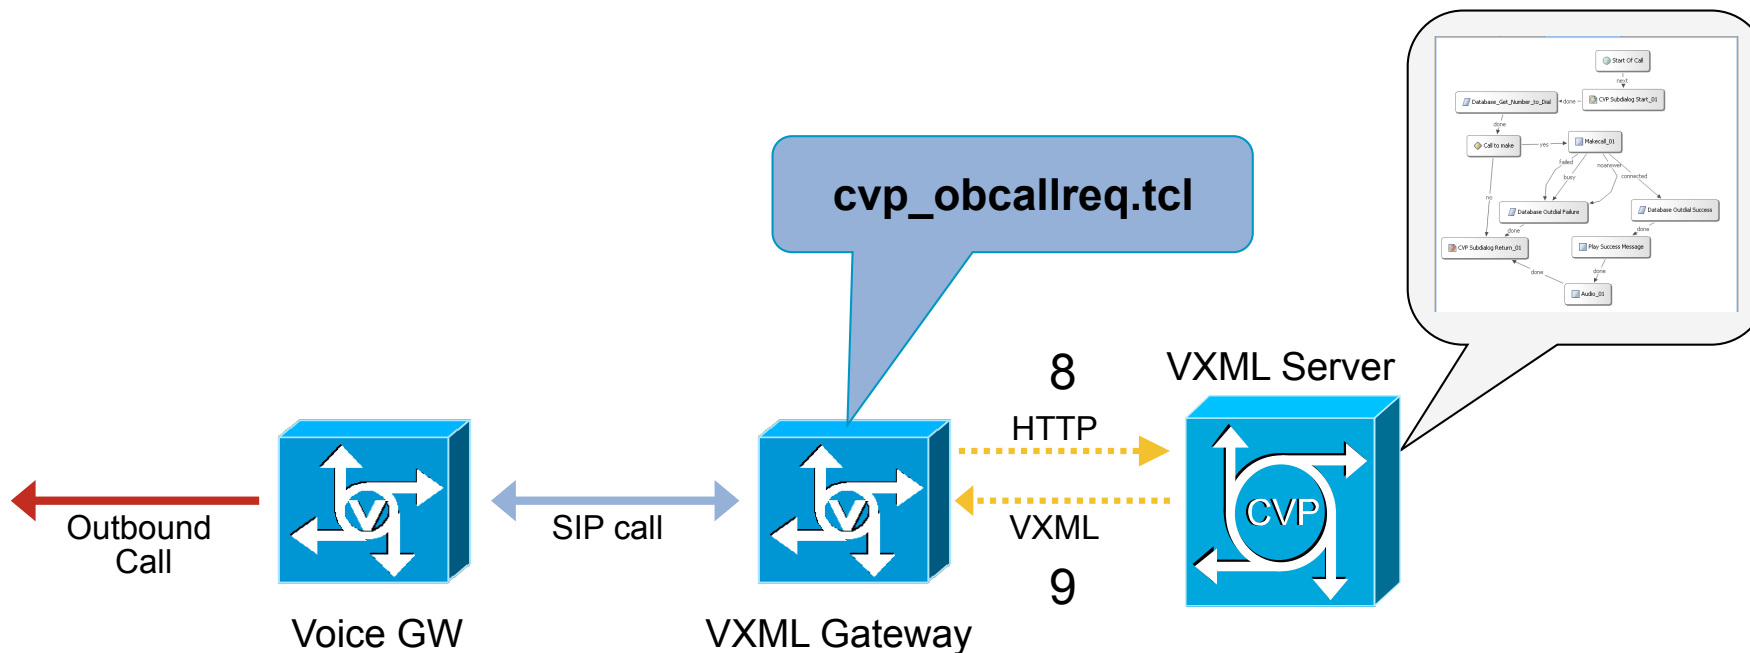 Start Of Call
next
Database_Get_Number_to_Dial
done
CVP Subdialog Start_01
done
Call to make
yes
Makecall_01
failed
noanswer
busy
connected
no
Database Outdial Failure
Database Outdial Success
done
done
CVP Subdialog Return_01
Play Success Message
done
done
Audio_01
cvp_obcallreq.tcl
8
VXML Server
HTTP
V
V
CVP
Outbound
Call
SIP call
VXML
9
Voice GW
VXML Gateway